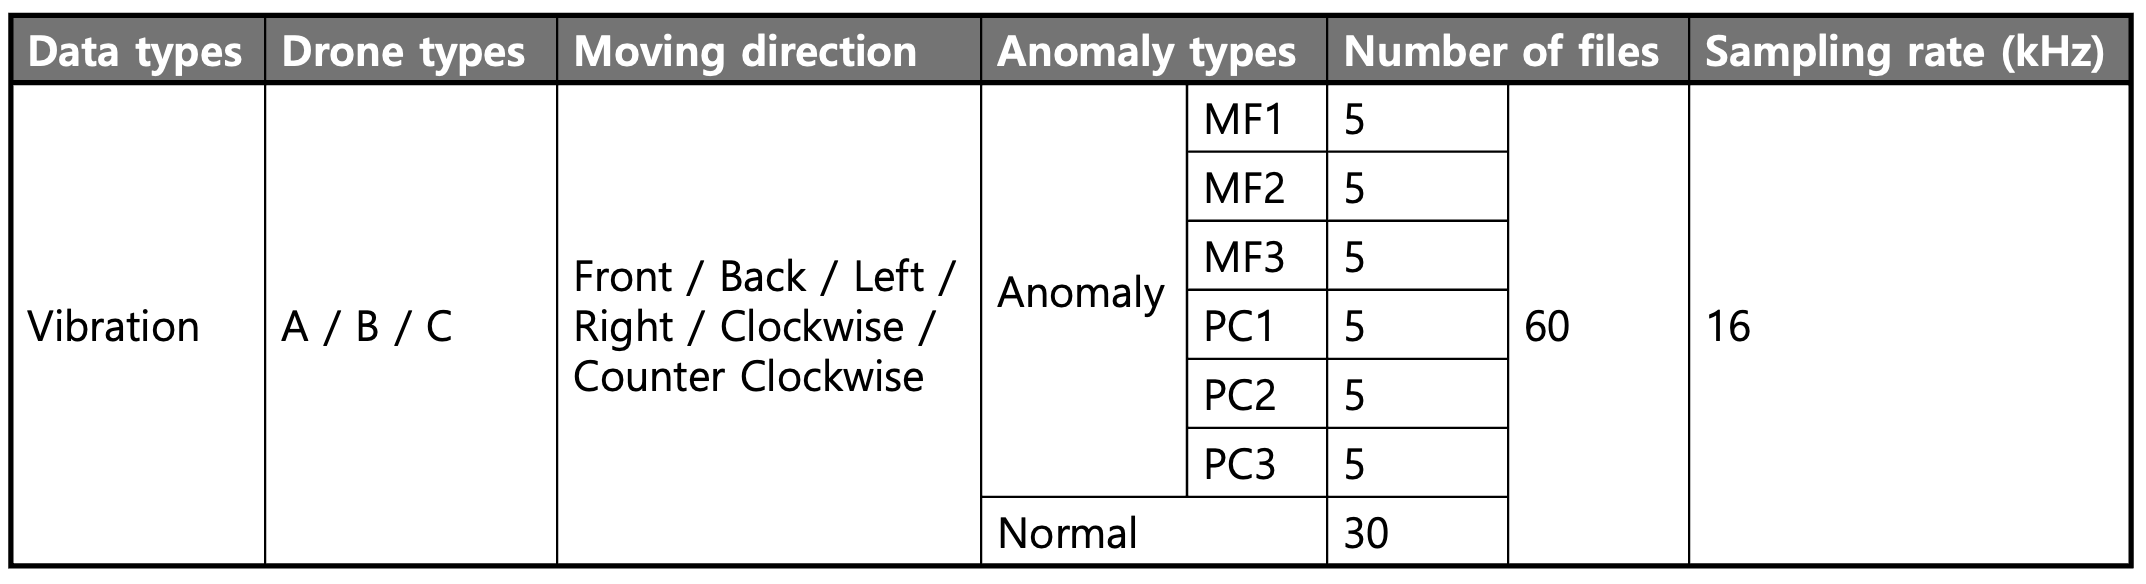 Data types Drone types Moving direction Anomaly types Number of files Sampling rate (kHz)
Vibration
A / B / C
Front / Back / Left /
Right / Clockwise /
Counter Clockwise
Anomaly
MF1 5
MF2 5
MF3 5
PC1 5
PC2 5
PC3 5
Normal 30
60
16